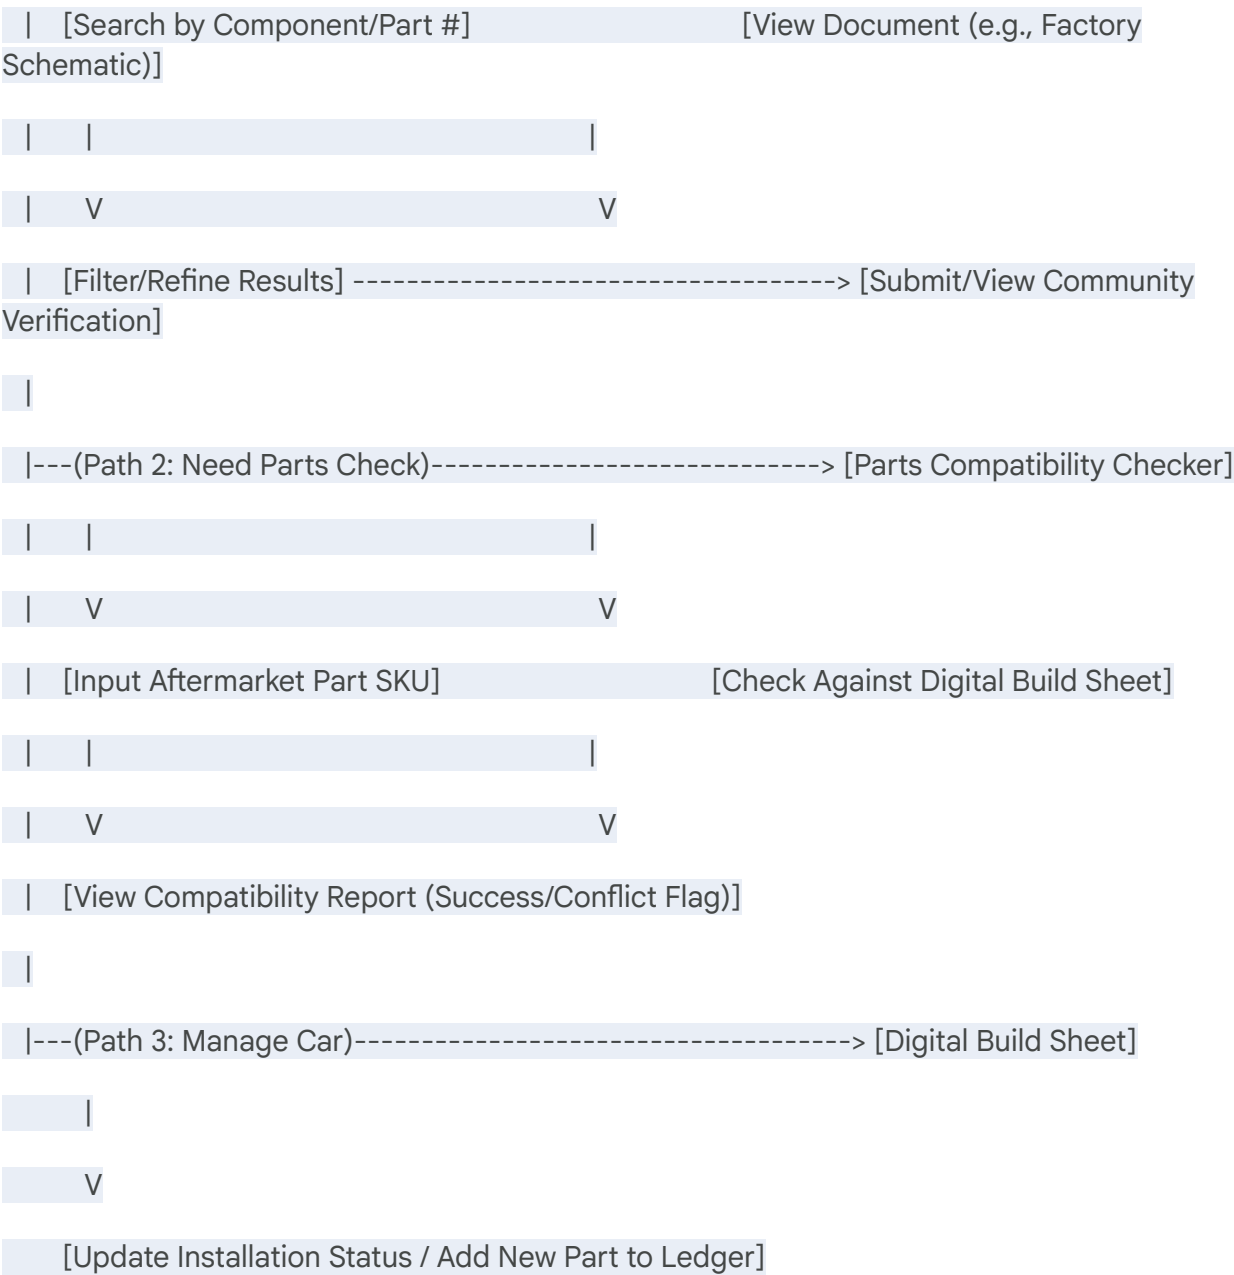 | [Search by Component/Part #] [View Document (e.g., Factory
Schematic)]
| | |
| V V
| [Filter/Refine Results] ------------------------------------> [Submit/View Community
Verification]
|
|---(Path 2: Need Parts Check)-----------------------------> [Parts Compatibility Checker]
| | |
| V V
| [Input Aftermarket Part SKU] [Check Against Digital Build Sheet]
| | |
| V V
| [View Compatibility Report (Success/Conflict Flag)]
|
|---(Path 3: Manage Car)-------------------------------------> [Digital Build Sheet]
|
V
[Update Installation Status / Add New Part to Ledger]